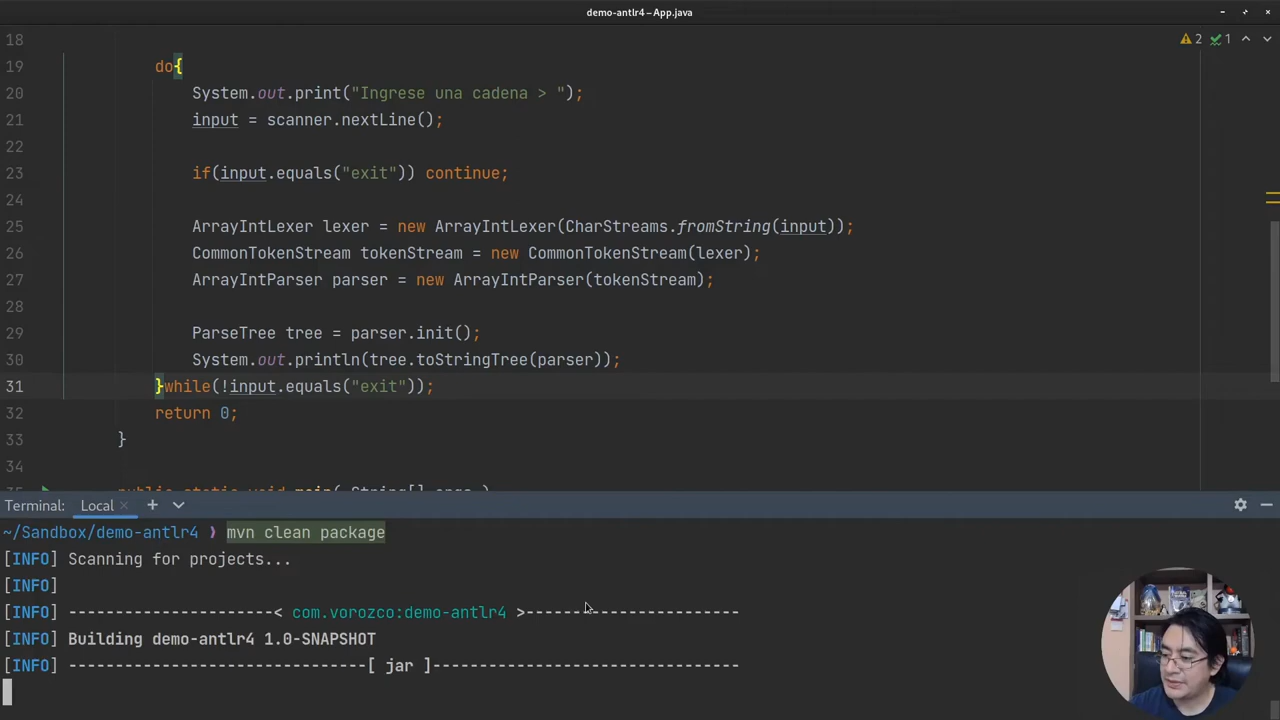 demo-antlr4 – App.java
18
2
1
19 do{
20 System.out.print("Ingrese una cadena > ");
21 input = scanner.nextLine();
22
23 if(input.equals("exit")) continue;
24
25 ArrayIntLexer lexer = new ArrayIntLexer(CharStreams.fromString(input));
26 CommonTokenStream tokenStream = new CommonTokenStream(lexer);
27 ArrayIntParser parser = new ArrayIntParser(tokenStream);
28
29 ParseTree tree = parser.init();
30 System.out.println(tree.toStringTree(parser));
31 }while(!input.equals("exit"));
32 return 0;
33 }
34
35 public static void main( String[] args )
Terminal: Local
~/Sandbox/demo-antlr4 ❯ mvn clean package
[INFO] Scanning for projects...
[INFO]
[INFO] ----------------------< com.vorozco:demo-antlr4 >-----------------------
[INFO] Building demo-antlr4 1.0-SNAPSHOT
[INFO] --------------------------------[ jar ]---------------------------------